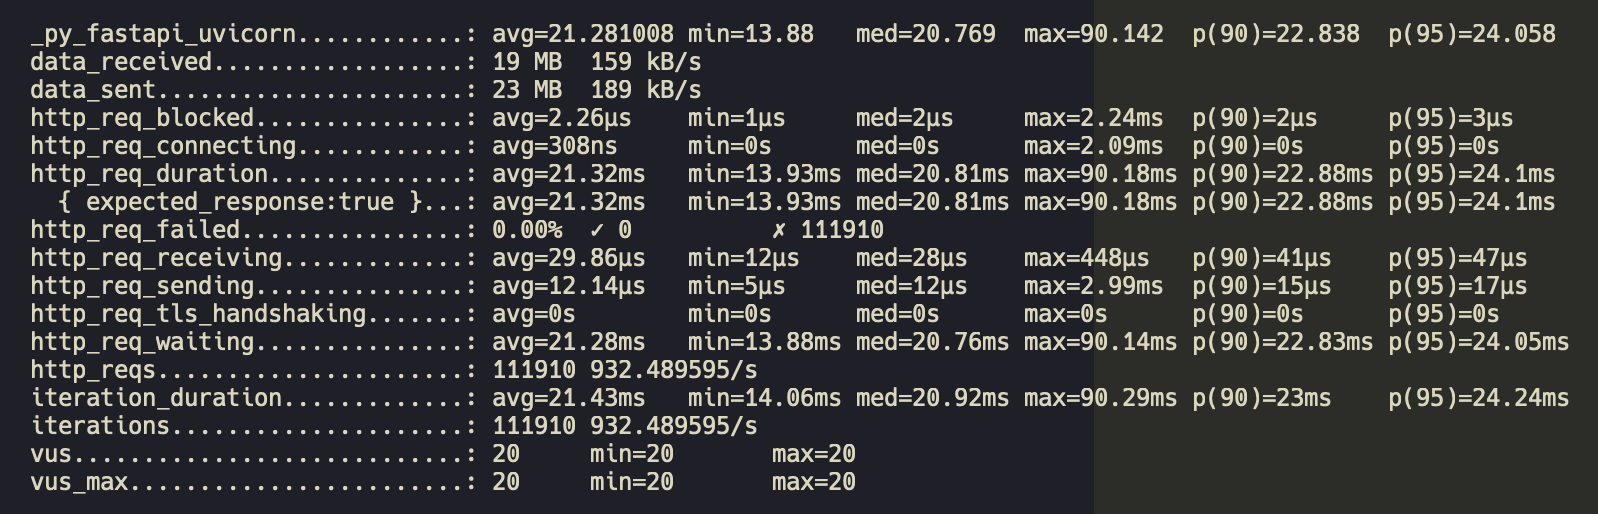 _py_fastapi_uvicorn............: avg=21.281008 min=13.88   med=20.769  max=90.142  p(90)=22.838  p(95)=24.058
data_received..................: 19 MB  159 kB/s
data_sent......................: 23 MB  189 kB/s
http_req_blocked...............: avg=2.26µs    min=1µs     med=2µs     max=2.24ms  p(90)=2µs     p(95)=3µs
http_req_connecting............: avg=308ns     min=0s      med=0s      max=2.09ms  p(90)=0s      p(95)=0s
http_req_duration..............: avg=21.32ms   min=13.93ms med=20.81ms max=90.18ms p(90)=22.88ms p(95)=24.1ms
  { expected_response:true }...: avg=21.32ms   min=13.93ms med=20.81ms max=90.18ms p(90)=22.88ms p(95)=24.1ms
http_req_failed................: 0.00%  ✓ 0          ✗ 111910
http_req_receiving.............: avg=29.86µs   min=12µs    med=28µs    max=448µs   p(90)=41µs    p(95)=47µs
http_req_sending...............: avg=12.14µs   min=5µs     med=12µs    max=2.99ms  p(90)=15µs    p(95)=17µs
http_req_tls_handshaking.......: avg=0s        min=0s      med=0s      max=0s      p(90)=0s      p(95)=0s
http_req_waiting...............: avg=21.28ms   min=13.88ms med=20.76ms max=90.14ms p(90)=22.83ms p(95)=24.05ms
http_reqs......................: 111910 932.489595/s
iteration_duration.............: avg=21.43ms   min=14.06ms med=20.92ms max=90.29ms p(90)=23ms    p(95)=24.24ms
iterations.....................: 111910 932.489595/s
vus............................: 20     min=20       max=20
vus_max........................: 20     min=20       max=20